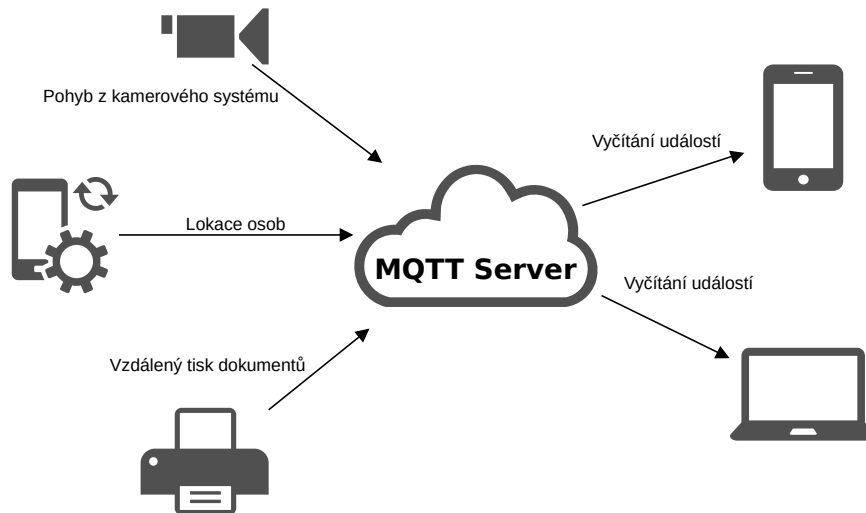 Pohyb z kamerového systému
Vyčítání událostí
Lokace osob
MQTT Server
Vyčítání událostí
Vzdálený tisk dokumentů